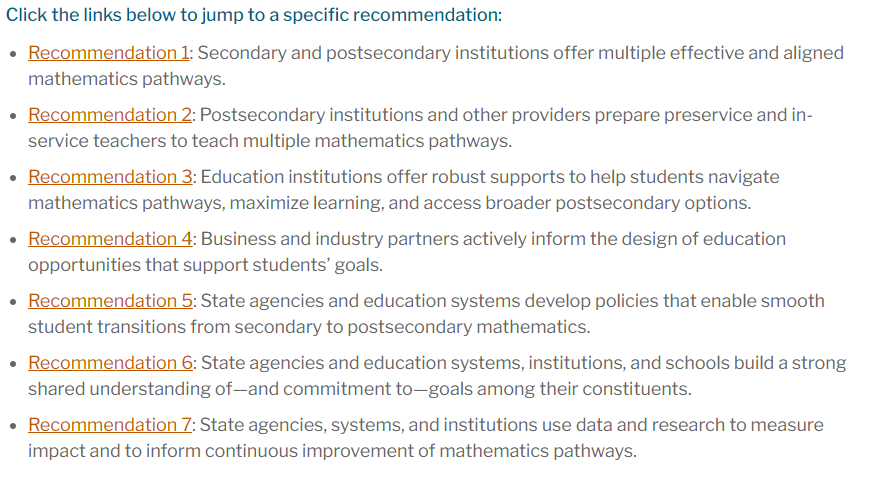 Click the links below to jump to a specific recommendation:
• Recommendation 1: Secondary and postsecondary institutions offer multiple effective and aligned
mathematics pathways.
• Recommendation 2: Postsecondary institutions and other providers prepare preservice and in-
service teachers to teach multiple mathematics pathways.
• Recommendation 3: Education institutions offer robust supports to help students navigate
mathematics pathways, maximize learning, and access broader postsecondary options.
• Recommendation 4: Business and industry partners actively inform the design of education
opportunities that support students’ goals.
• Recommendation 5: State agencies and education systems develop policies that enable smooth
student transitions from secondary to postsecondary mathematics.
• Recommendation 6: State agencies and education systems, institutions, and schools build a strong
shared understanding of—and commitment to—goals among their constituents.
• Recommendation 7: State agencies, systems, and institutions use data and research to measure
impact and to inform continuous improvement of mathematics pathways.